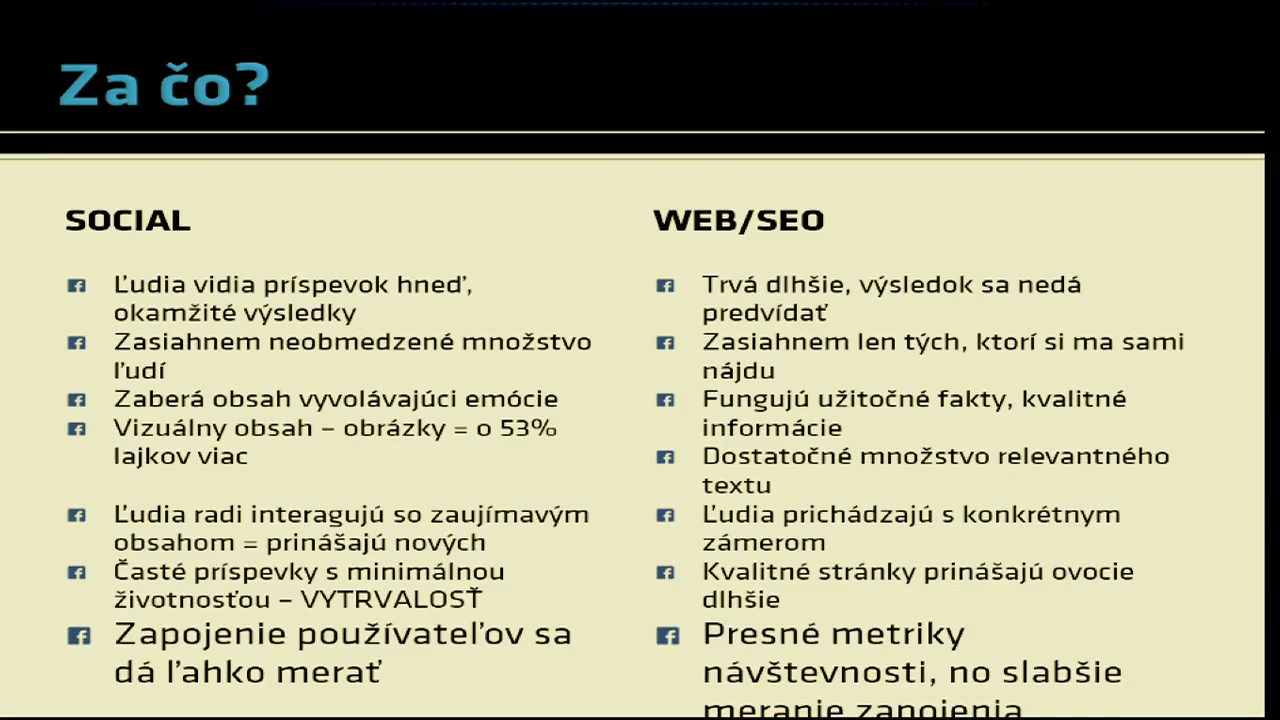 Za čo?
SOCIAL
Ľudia vidia príspevok hneď,
okamžité výsledky
Zasiahnem neobmedzené množstvo
ľudí
Zaberá obsah vyvolávajúci emócie
Vizuálny obsah – obrázky = o 53%
lajkov viac
Ľudia radi interagujú so zaujímavým
obsahom = prinášajú nových
Časté príspevky s minimálnou
životnosťou – VYTRVALOSŤ
Zapojenie používateľov sa
dá ľahko merať
WEB/SEO
Trvá dlhšie, výsledok sa nedá
predvídať
Zasiahnem len tých, ktorí si ma sami
nájdu
Fungujú užitočné fakty, kvalitné
informácie
Dostatočné množstvo relevantného
textu
Ľudia prichádzajú s konkrétnym
zámerom
Kvalitné stránky prinášajú ovocie
dlhšie
Presné metriky
návštevnosti, no slabšie
meranie zapojenia